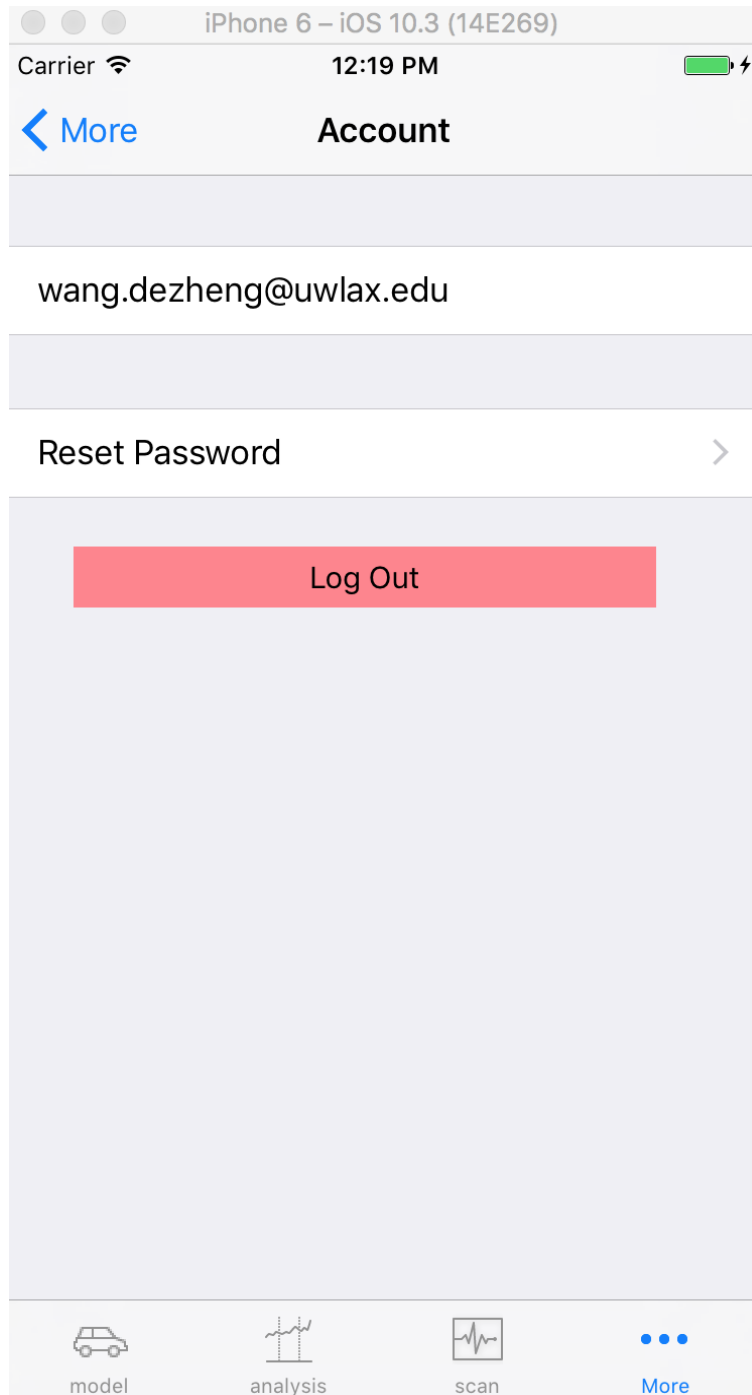 iPhone 6 – iOS 10.3 (14E269)
Carrier 12:19 PM
More Account
wang.dezheng@uwlax.edu
Reset Password
Log Out
model analysis scan More